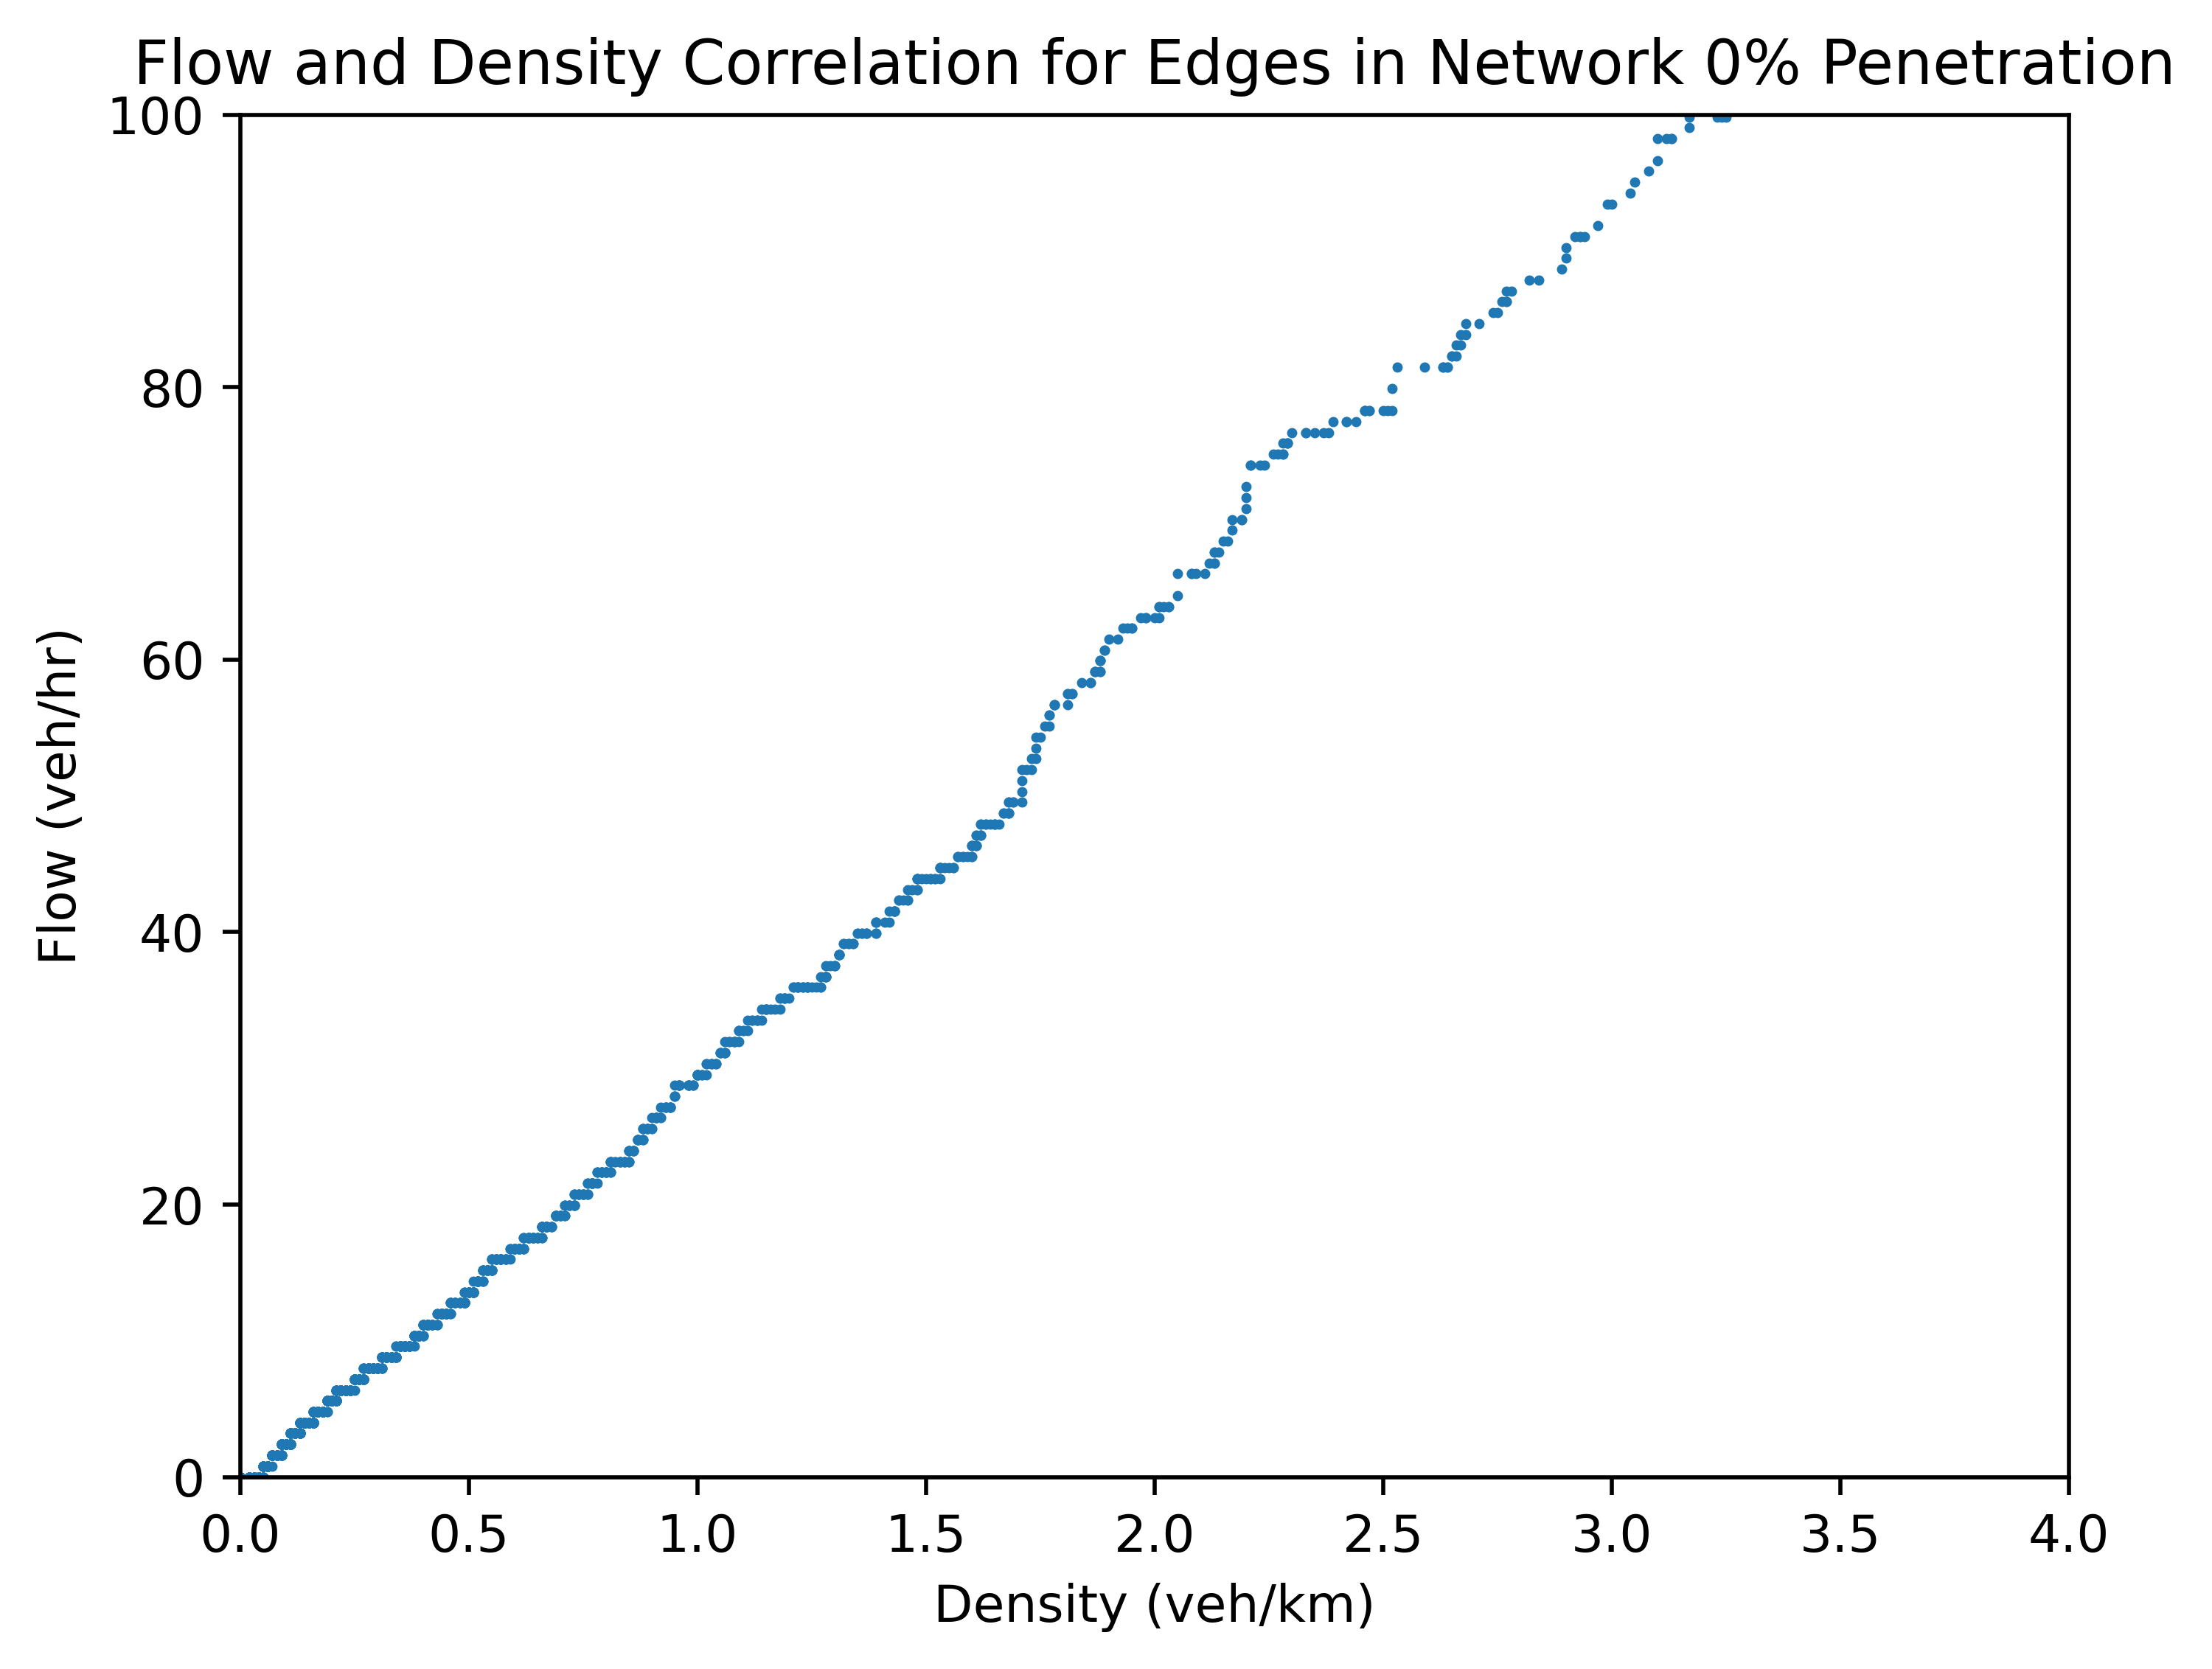 Flow and Density Correlation for Edges in Network 0% Penetration
100
80
60
40
20
0
Flow (veh/hr)
0.0 0.5 1.0 1.5 2.0 2.5 3.0 3.5 4.0
Density (veh/km)